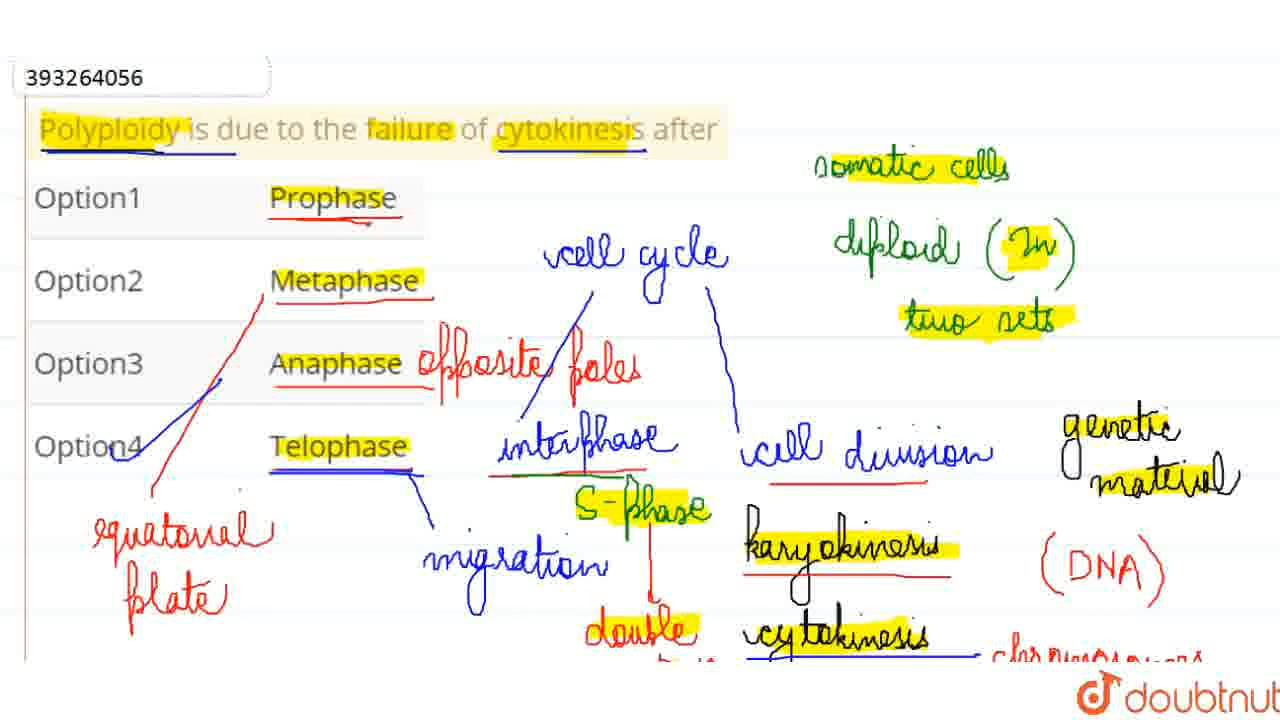 393264056
Polyploidy is due to the failure of cytokinesis after
somatic cells
Option1 Prophase
diploid (2n)
cell cycle
Option2 Metaphase
two sets
Option3 Anaphase opposite poles
Option4 Telophase
interphase
cell division
genetic
material
S-phase
equatorial
plate
migration
karyokinesis
(DNA)
double
cytokinesis
chromosomes
doubtnut